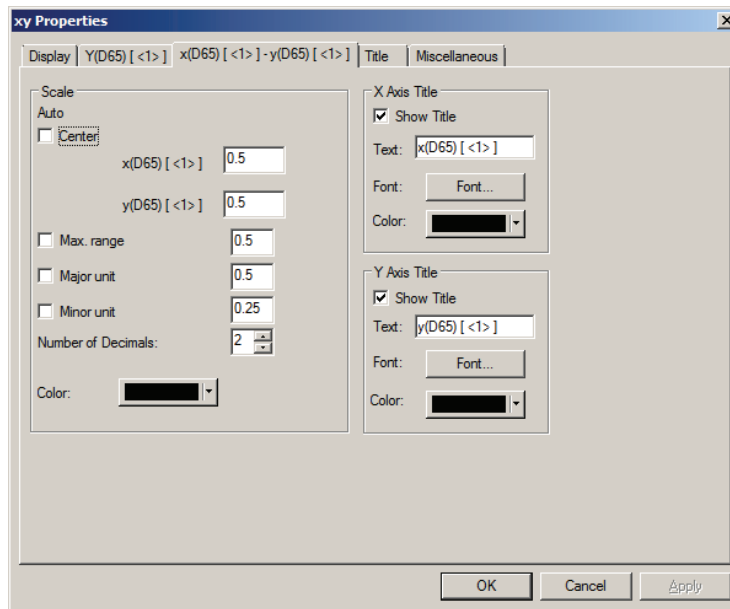 xy Properties
Display Y(D65) [ <1> ] x(D65) [ <1> ] - y(D65) [ <1> ] Title Miscellaneous
Scale
Auto
Center
x(D65) [ <1> ] 0.5
y(D65) [ <1> ] 0.5
Max. range 0.5
Major unit 0.5
Minor unit 0.25
Number of Decimals: 2
Color:
X Axis Title
Show Title
Text: x(D65) [ <1> ]
Font: Font...
Color:
Y Axis Title
Show Title
Text: y(D65) [ <1> ]
Font: Font...
Color:
OK Cancel Apply